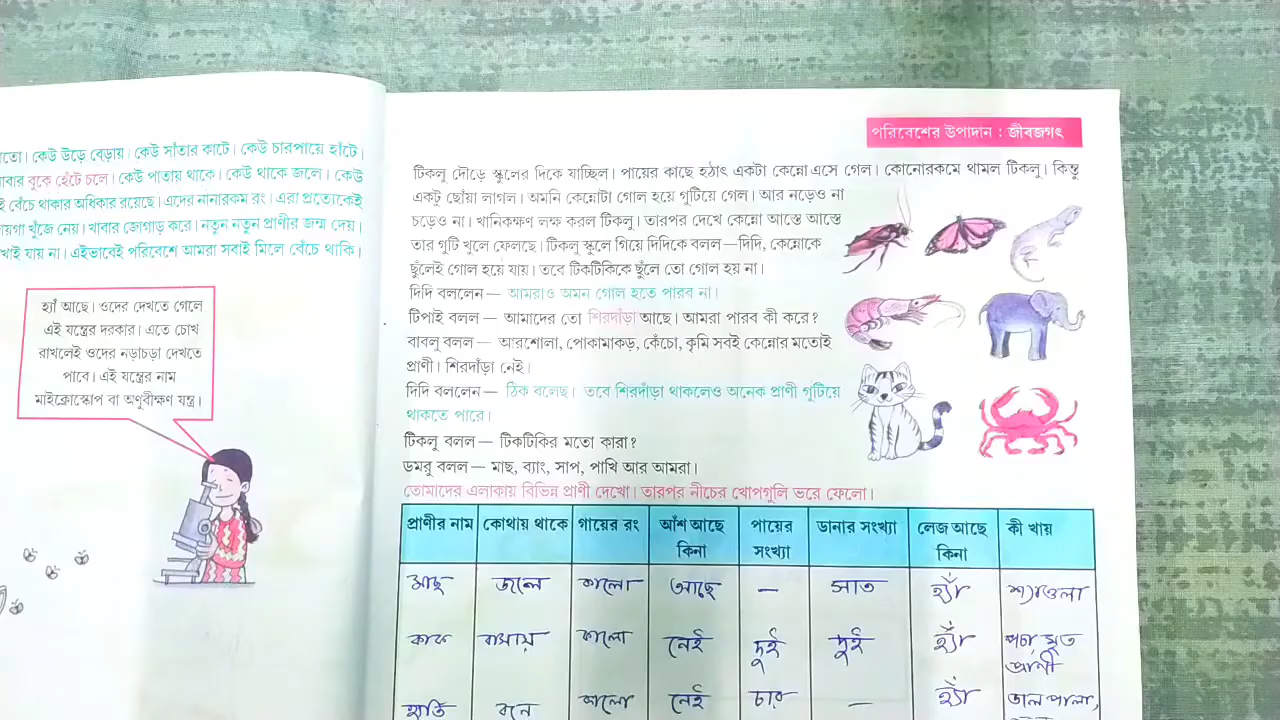 তো। কেউ উড়ে বেড়ায়। কেউ সাঁতার কাটে। কেউ চারপায়ে হাঁটে।
বার বুকে হেঁটে চলে। কেউ পাতায় থাকে। কেউ থাকে জলে। কেউ
বেঁচে থাকার অধিকার রয়েছে। এদের নানারকম রং। এরা প্রত্যেকেই
খুঁজে নেয়। খাবার জোগাড় করে। নতুন নতুন প্রাণীর জন্ম দেয়।
যায় না। এইভাবেই পরিবেশে আমরা সবাই মিলে বেঁচে থাকি।
হ্যাঁ আছে। ওদের দেখতে গেলে
এই যন্ত্রের দরকার। এতে চোখ
রাখলেই ওদের নড়াচড়া দেখতে
পাবে। এই যন্ত্রের নাম
মাইক্রোস্কোপ বা অণুবীক্ষণ যন্ত্র।
পরিবেশের উপাদান : জীবজগৎ
টিকলু দৌড়ে স্কুলের দিকে যাচ্ছিল। পায়ের কাছে হঠাৎ একটা কেন্নো এসে গেল। কোনোরকমে থামল টিকলু। কিন্তু
একটু ছোঁয়া লাগল। অমনি কেন্নোটা গোল হয়ে গুটিয়ে গেল। আর নড়েও না
চড়েও না। খানিকক্ষণ লক্ষ করল টিকলু। তারপর দেখে কেন্নো আস্তে আস্তে
তার গুটি খুলে ফেলছে। টিকলু স্কুলে গিয়ে দিদিকে বলল — দিদি, কেন্নোকে
ছুঁলেই গোল হয়ে যায়। তবে টিকটিকিকে ছুঁলে তো গোল হয় না।
দিদি বললেন — আমরাও অমন গোল হতে পারব না।
টিপাই বলল — আমাদের তো শিরদাঁড়া আছে। আমরা পারব কী করে?
বাবলু বলল — আরশোলা, পোকামাকড়, কেঁচো, কৃমি সবই কেন্নোর মতোই
প্রাণী। শিরদাঁড়া নেই।
দিদি বললেন — ঠিক বলেছ। তবে শিরদাঁড়া থাকলেও অনেক প্রাণী গুটিয়ে
থাকতে পারে।
টিকলু বলল — টিকটিকির মতো কারা?
ডমরু বলল — মাছ, ব্যাং, সাপ, পাখি আর আমরা।
তোমাদের এলাকায় বিভিন্ন প্রাণী দেখো। তারপর নীচের খোপগুলি ভরে ফেলো।
প্রাণীর নাম কোথায় থাকে গায়ের রং আঁশ আছে কিনা পায়ের সংখ্যা ডানার সংখ্যা লেজ আছে কিনা কী খায়
মাছ জলে কালো আছে — সাত হ্যাঁ শ্যাওলা
কাক বাসায় কালো নেই দুই দুই হ্যাঁ পচা মৃত প্রাণী
হাতি বনে কালো নেই চার — হ্যাঁ ডালপালা,